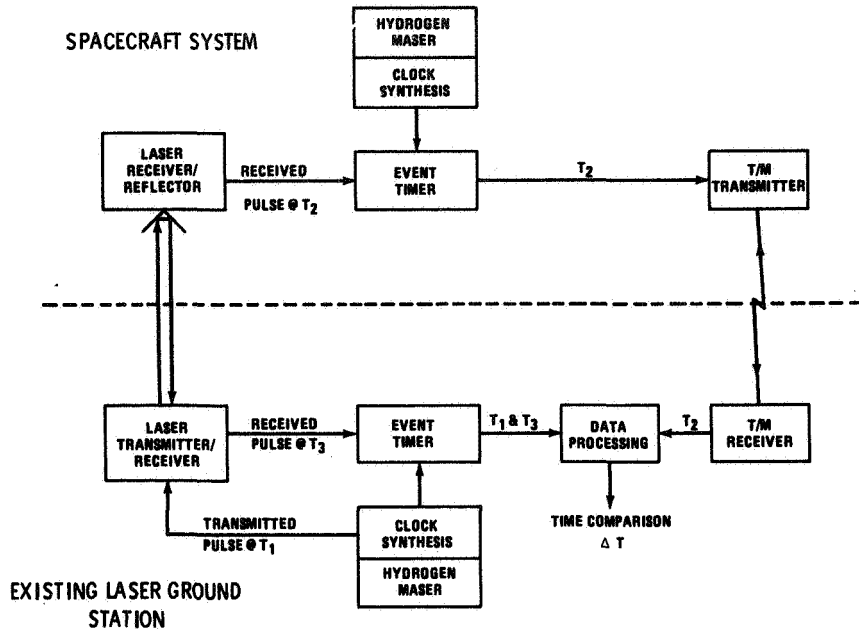 SPACECRAFT SYSTEM
HYDROGEN
MASER
CLOCK
SYNTHESIS
LASER
RECEIVER/
REFLECTOR
RECEIVED
PULSE @ T2
EVENT
TIMER
T2
T/M
TRANSMITTER
LASER
TRANSMITTER/
RECEIVER
RECEIVED
PULSE @ T3
EVENT
TIMER
T1 & T3
DATA
PROCESSING
T2
T/M
RECEIVER
TRANSMITTED
PULSE @ T1
CLOCK
SYNTHESIS
HYDROGEN
MASER
TIME COMPARISON
Δ T
EXISTING LASER GROUND
STATION